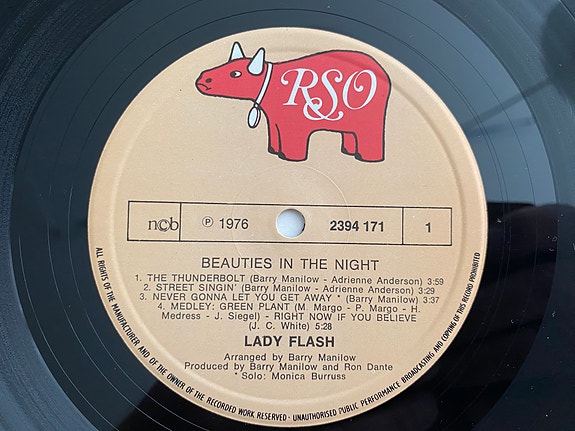 RSO
ncb
℗ 1976
2394 171
1
BEAUTIES IN THE NIGHT
1. THE THUNDERBOLT (Barry Manilow - Adrienne Anderson) 3:59
2. STREET SINGIN' (Barry Manilow - Adrienne Anderson) 3:29
3. NEVER GONNA LET YOU GET AWAY * (Barry Manilow) 3:37
4. MEDLEY: GREEN PLANT (M. Margo - P. Margo - H.
Medress - J. Siegel) - RIGHT NOW IF YOU BELIEVE
(J. C. White) 5:28
LADY FLASH
Arranged by Barry Manilow
Produced by Barry Manilow and Ron Dante
* Solo: Monica Burruss
ALL RIGHTS OF THE MANUFACTURER AND OF THE OWNER OF THE RECORDED WORK RESERVED · UNAUTHORISED PUBLIC PERFORMANCE BROADCASTING AND COPYING OF THIS RECORD PROHIBITED